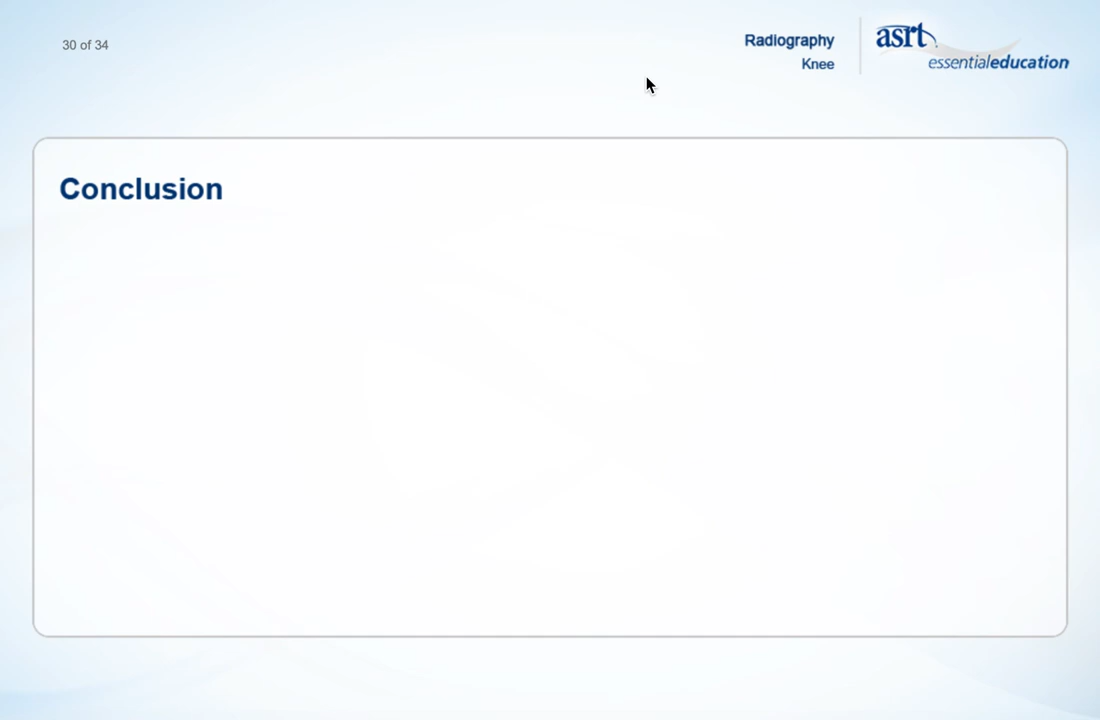 30 of 34
Radiography
Knee
asrt
essentialeducation
Conclusion